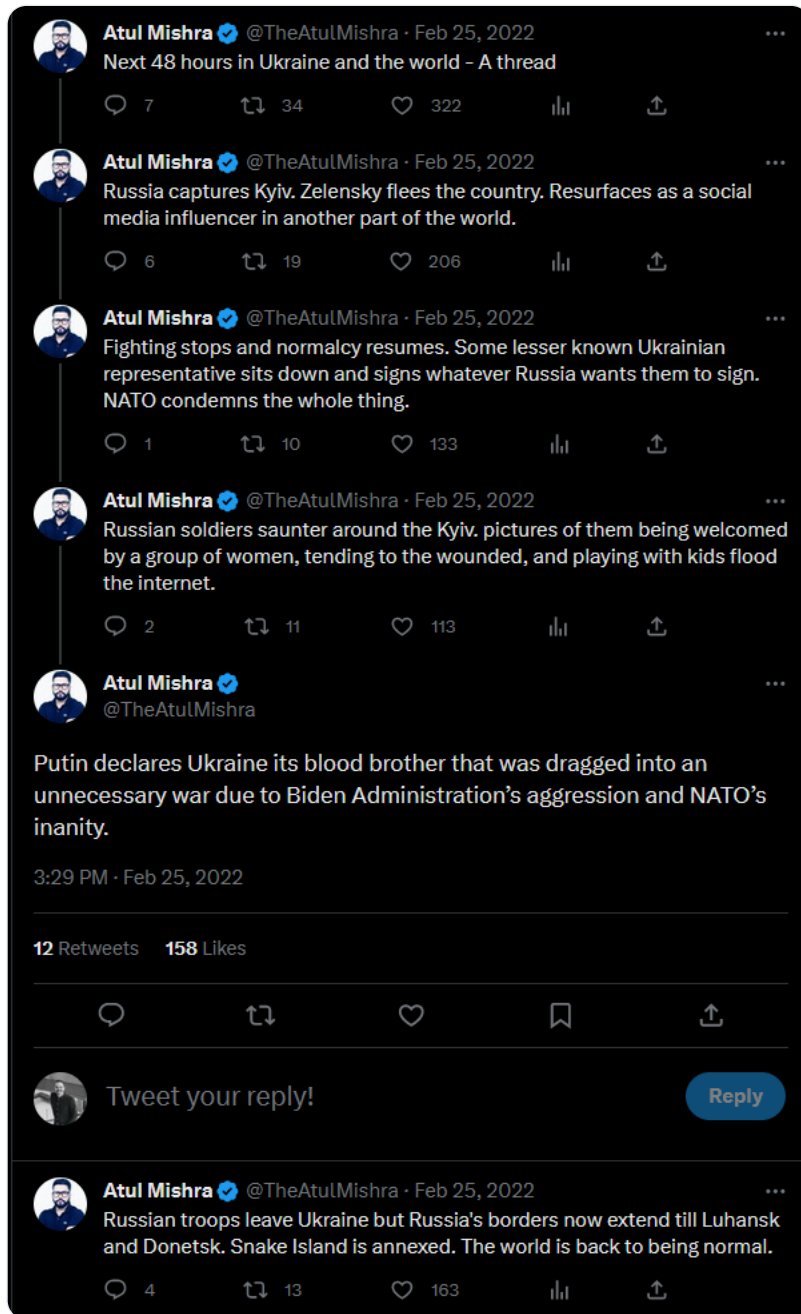 Atul Mishra @TheAtulMishra · Feb 25, 2022
Next 48 hours in Ukraine and the world - A thread
7 34 322
Atul Mishra @TheAtulMishra · Feb 25, 2022
Russia captures Kyiv. Zelensky flees the country. Resurfaces as a social
media influencer in another part of the world.
6 19 206
Atul Mishra @TheAtulMishra · Feb 25, 2022
Fighting stops and normalcy resumes. Some lesser known Ukrainian
representative sits down and signs whatever Russia wants them to sign.
NATO condemns the whole thing.
1 10 133
Atul Mishra @TheAtulMishra · Feb 25, 2022
Russian soldiers saunter around the Kyiv. pictures of them being welcomed
by a group of women, tending to the wounded, and playing with kids flood
the internet.
2 11 113
Atul Mishra
@TheAtulMishra
Putin declares Ukraine its blood brother that was dragged into an
unnecessary war due to Biden Administration’s aggression and NATO’s
inanity.
3:29 PM · Feb 25, 2022
12 Retweets 158 Likes
Tweet your reply!
Reply
Atul Mishra @TheAtulMishra · Feb 25, 2022
Russian troops leave Ukraine but Russia's borders now extend till Luhansk
and Donetsk. Snake Island is annexed. The world is back to being normal.
4 13 163